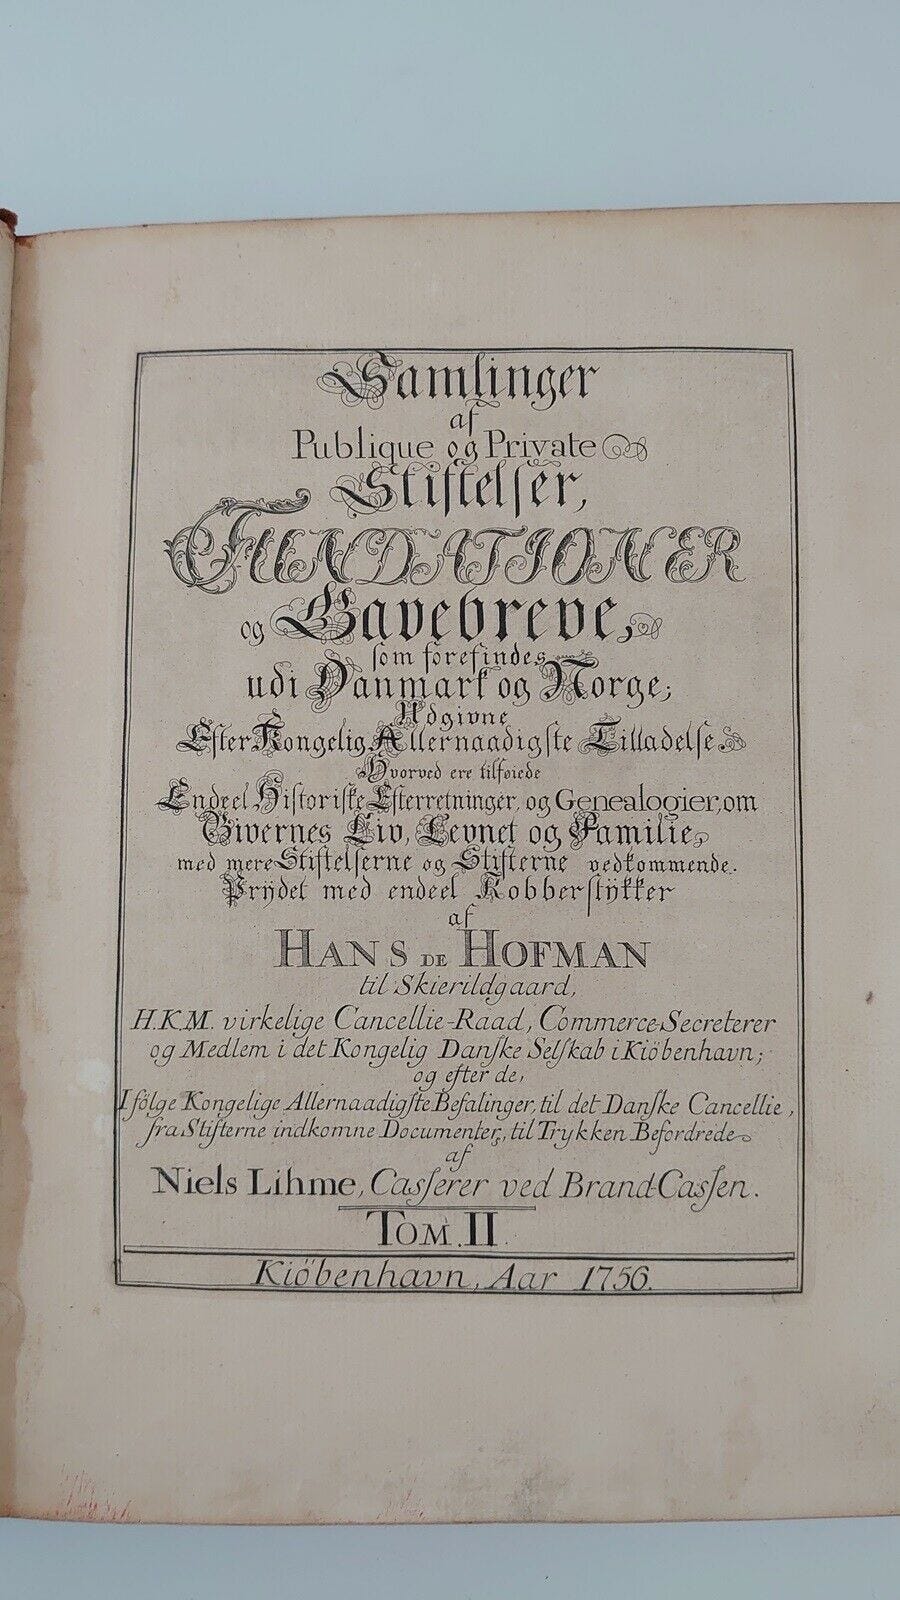 Samlinger
af
Publique og Private
Stiftelser,
FUNDATIONER
og Gavebreve,
som forefindes
udi Danmark og Norge;
Udgivne
Efter Kongelig Allernaadigste Tilladelse
Hvorved ere tilføiede
Endeel Historiske Efterretninger, og Genealogier, om
Givernes Liv, Levnet og Familie,
med mere Stiftelserne og Stifterne vedkommende.
Prÿdet med endeel Kobberstÿkker
af
HANS DE HOFMAN
til Skierildgaard,
H.K.M. virkelige Cancellie-Raad, Commerce-Secreterer
og Medlem i det Kongelig Danske Selskab i Kiöbenhavn;
og efter de,
I fölge Kongelige Allernaadigste Befalinger, til det Danske Cancellie,
fra Stifterne indkomne Documenter, til Trykken Befordrede
af
Niels Lihme, Casserer ved Brand-Cassen.
TOM. II.
Kiöbenhavn, Aar 1756.